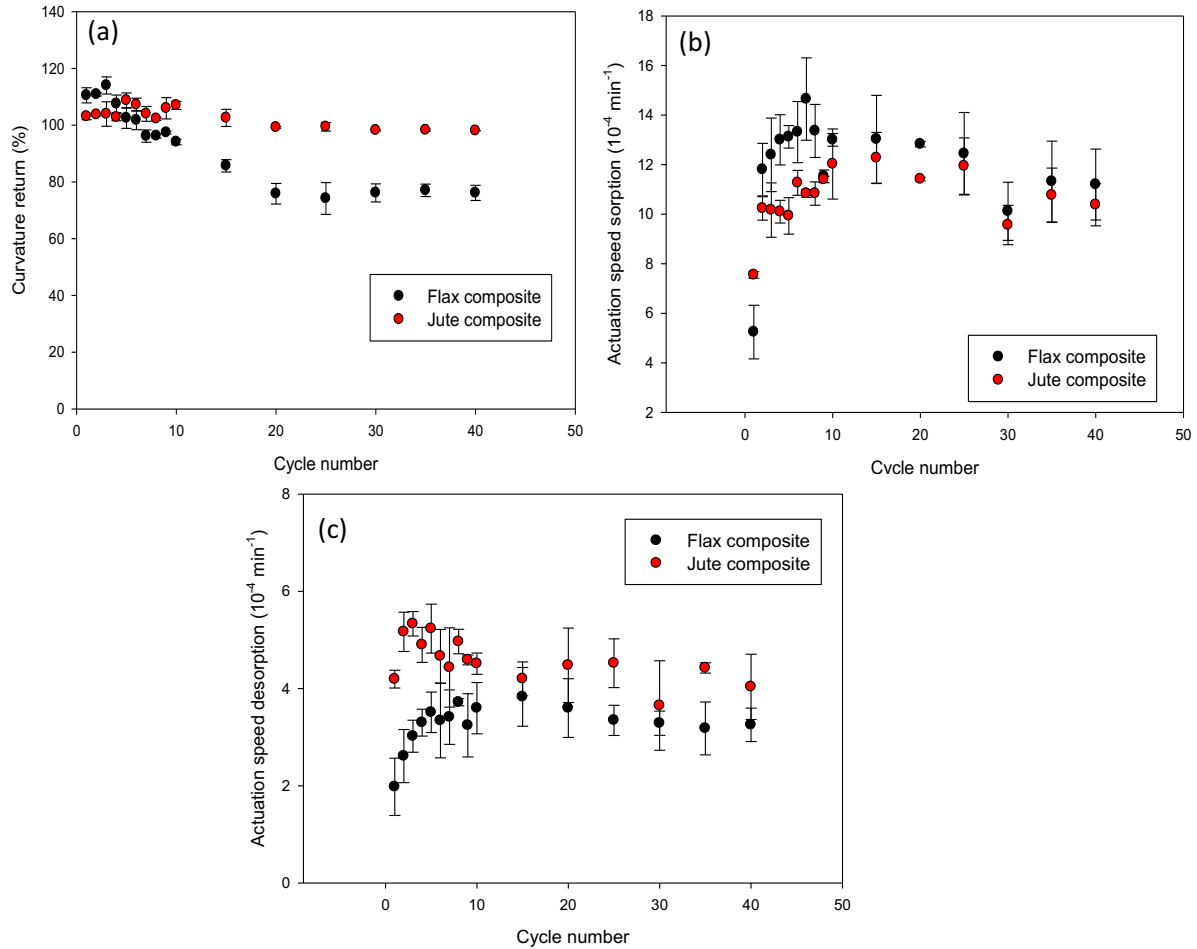 (a)
Curvature return (%)
140
120
100
80
60
40
20
0
Flax composite
Jute composite
0 10 20 30 40 50
Cycle number
(b)
Actuation speed sorption (10⁻⁴ min⁻¹)
18
16
14
12
10
8
6
4
2
Flax composite
Jute composite
0 10 20 30 40 50
Cvcle number
(c)
Actuation speed desorption (10⁻⁴ min⁻¹)
8
6
4
2
0
Flax composite
Jute composite
0 10 20 30 40 50
Cycle number